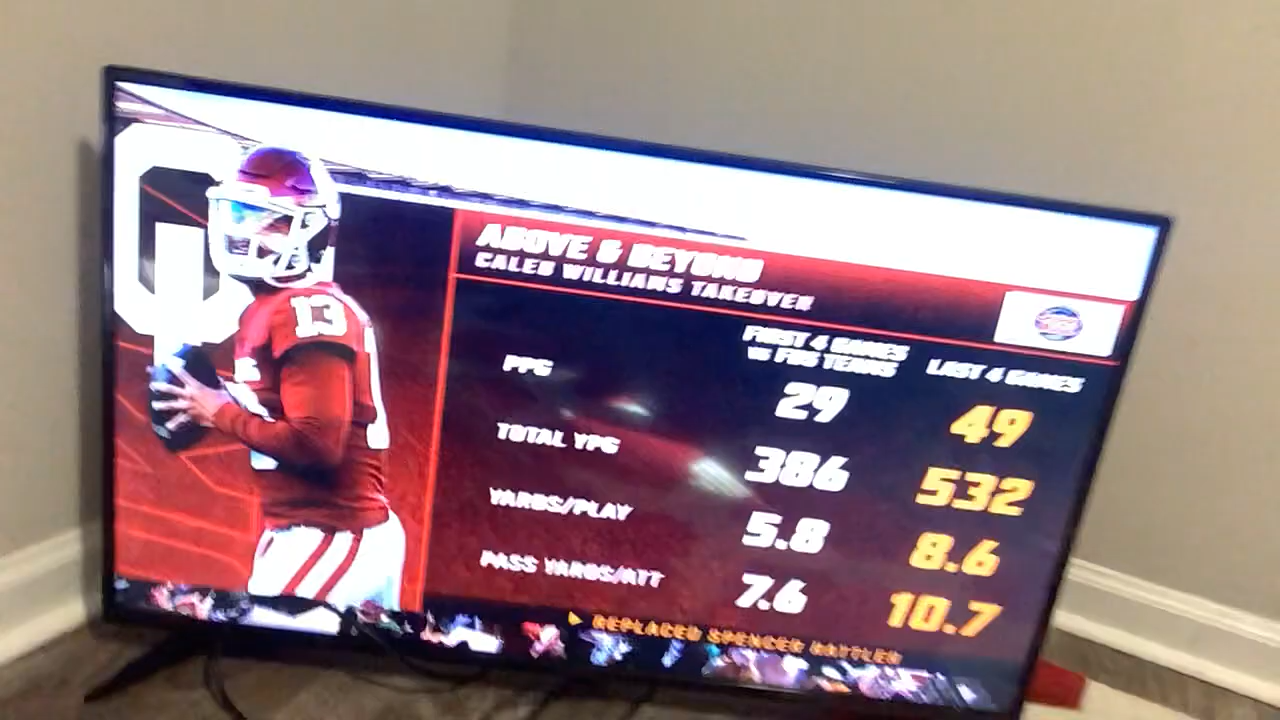 13
ABOVE & BEYOND
CALEB WILLIAMS TAKEOVER
FIRST 4 GAMES
vs FBS TEAMS
LAST 4 GAMES
PPG 29 49
TOTAL YPG 386 532
YARDS/PLAY 5.8 8.6
PASS YARDS/ATT 7.6 10.7
REPLACED SPENCER RATTLER